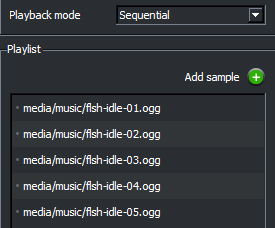 Playback mode
Sequential
Playlist
Add sample
media/music/flsh-idle-01.ogg
media/music/flsh-idle-02.ogg
media/music/flsh-idle-03.ogg
media/music/flsh-idle-04.ogg
media/music/flsh-idle-05.ogg